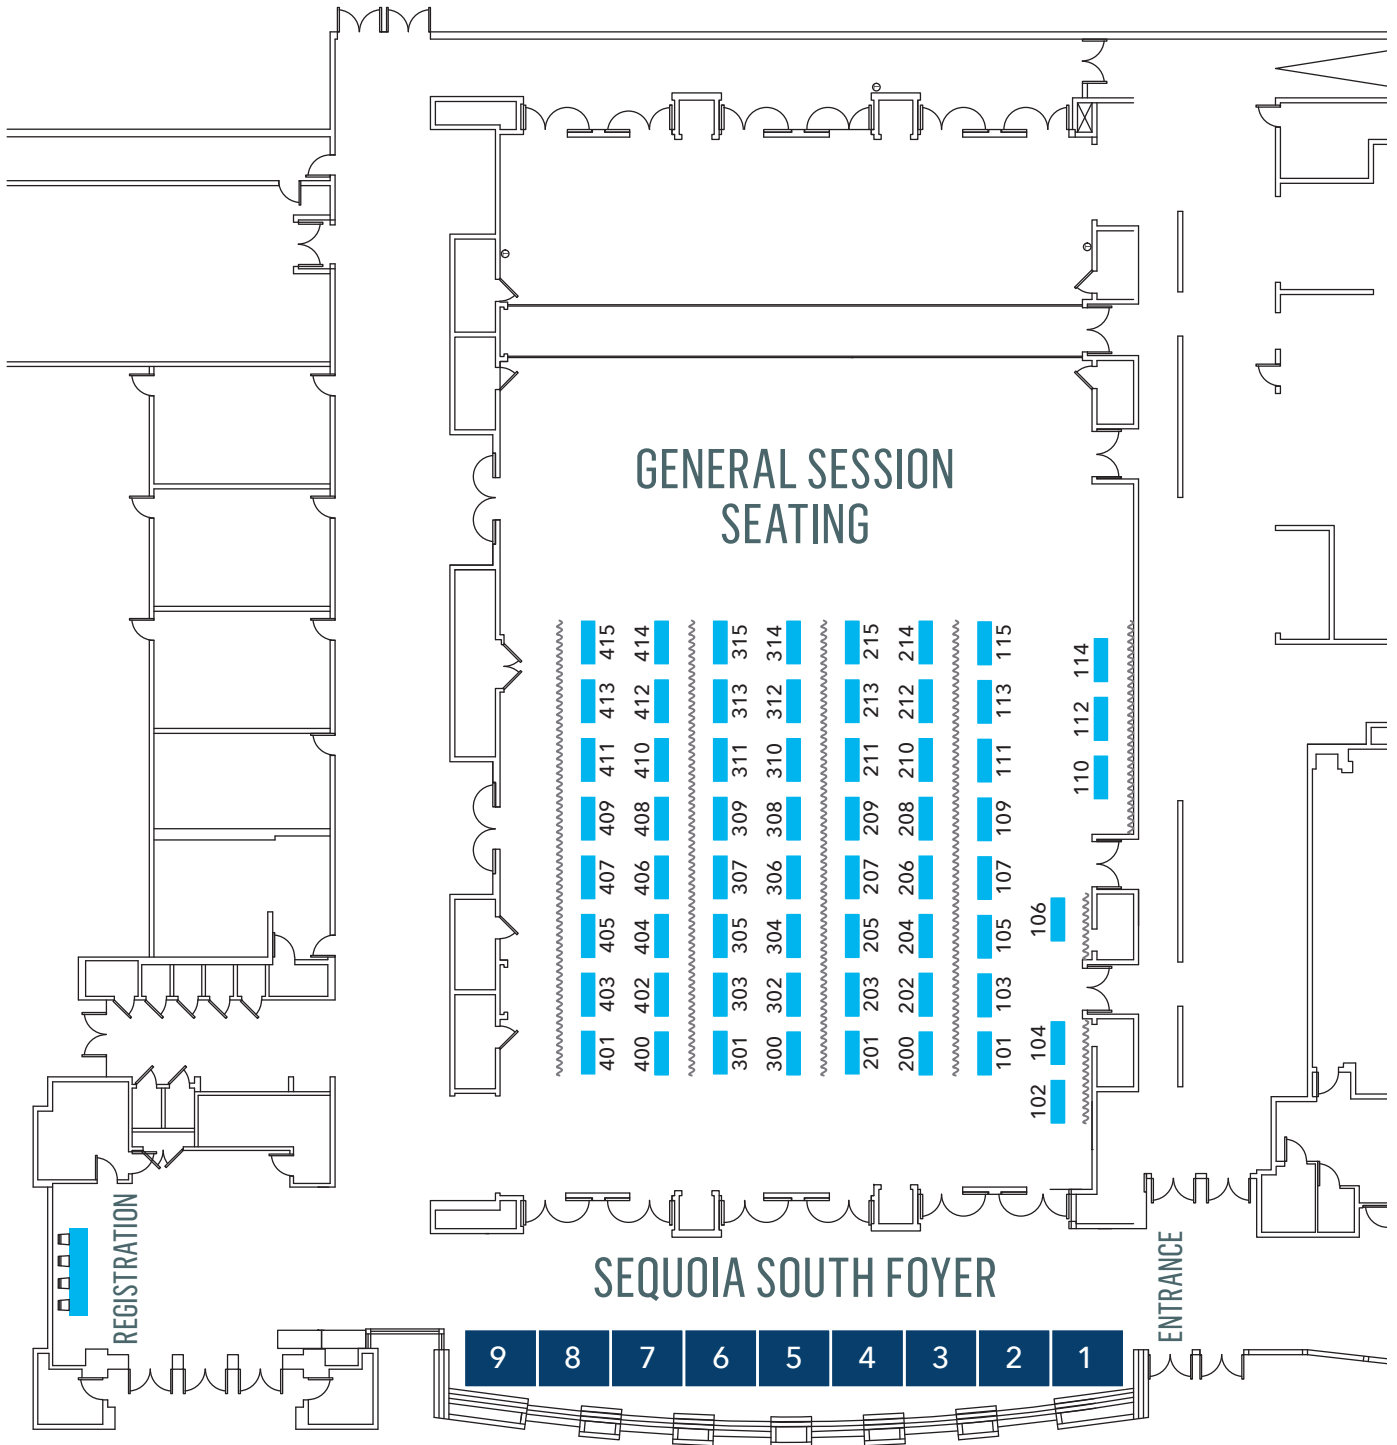 GENERAL SESSION
SEATING
415 414 315 314 215 214 115 114
413 412 313 312 213 212 113 112
411 410 311 310 211 210 111 110
409 408 309 308 209 208 109
407 406 307 306 207 206 107 106
405 404 305 304 205 204 105
403 402 303 302 203 202 103 104
401 400 301 300 201 200 101 102
REGISTRATION
SEQUOIA SOUTH FOYER
ENTRANCE
9 8 7 6 5 4 3 2 1